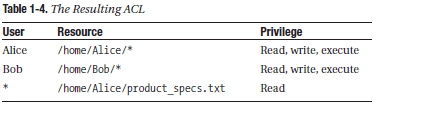 Table 1-4. The Resulting ACL
User Resource Privilege
Alice /home/Alice/* Read, write, execute
Bob /home/Bob/* Read, write, execute
* /home/Alice/product_specs.txt Read